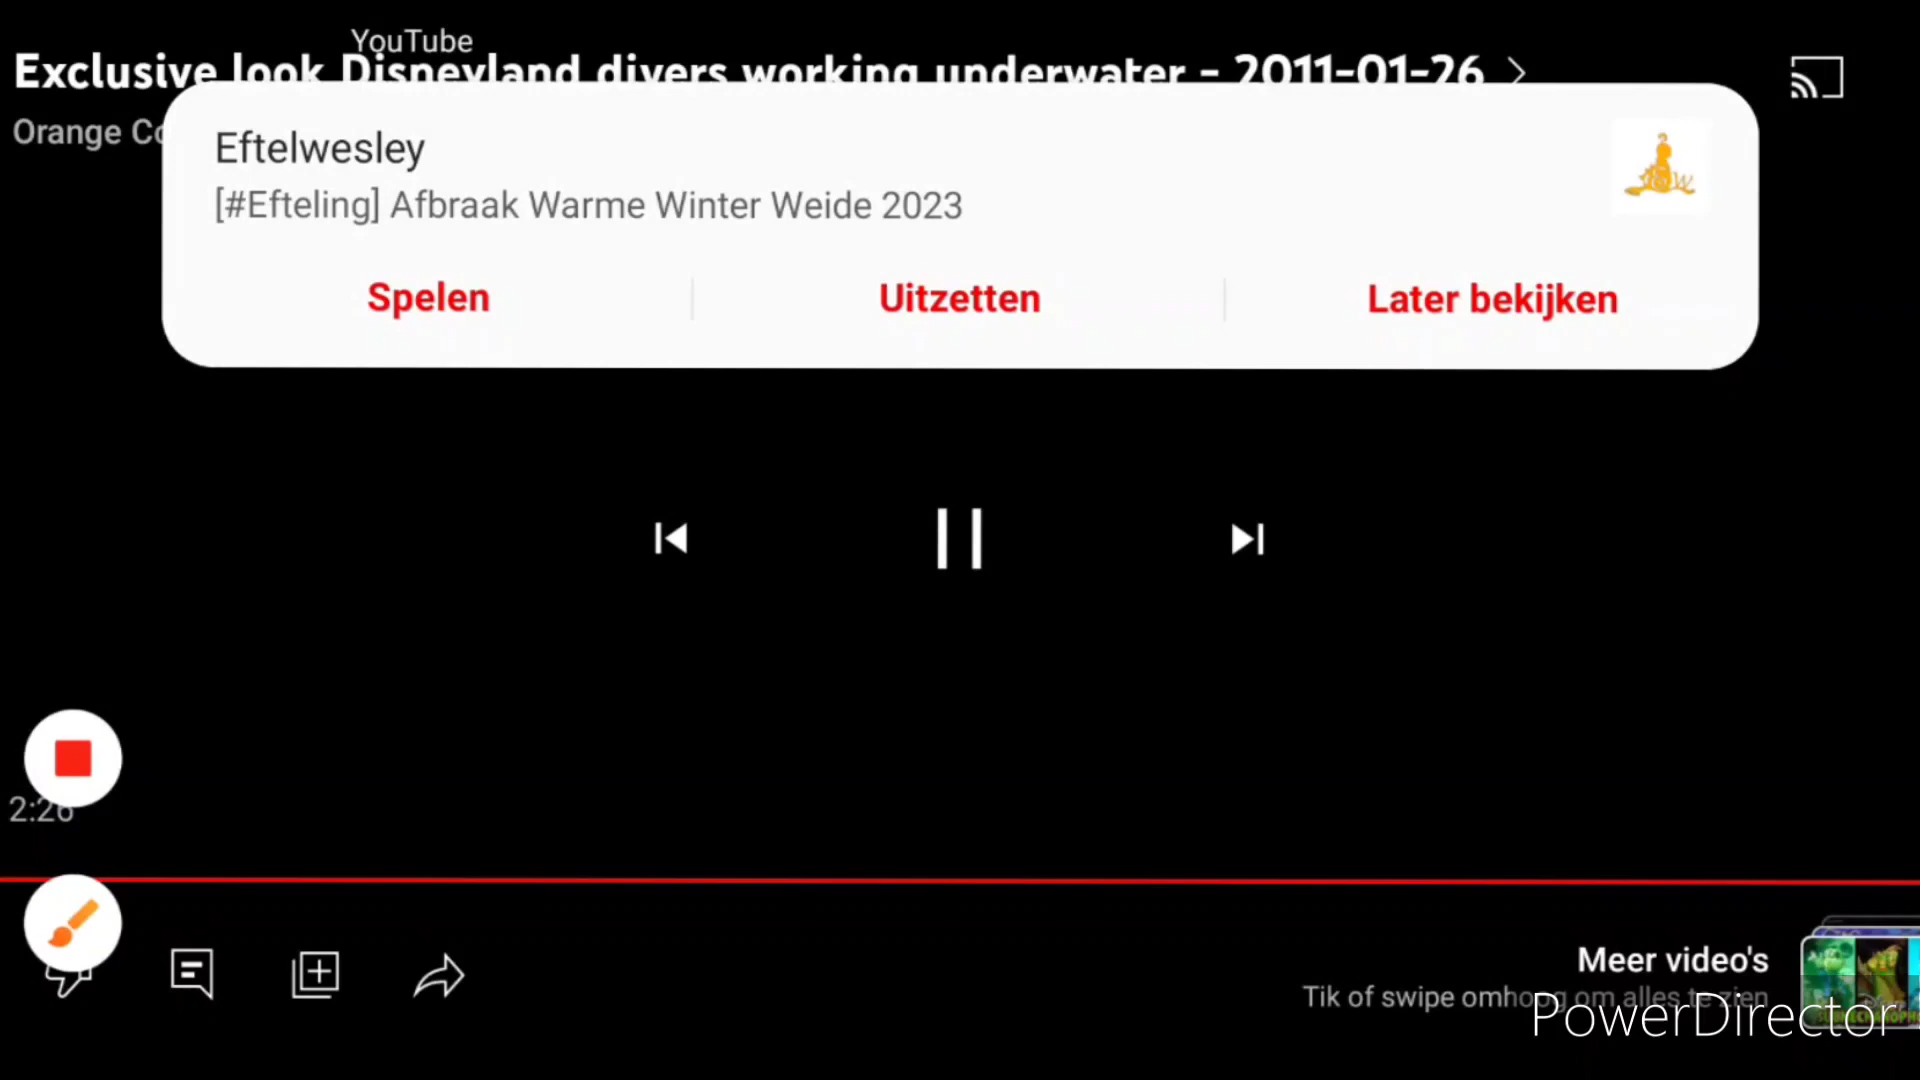 YouTube
Exclusive look Disneyland divers working underwater - 2011-01-26
Orange
Eftelwesley
[#Efteling] Afbraak Warme Winter Weide 2023
Spelen
Uitzetten
Later bekijken
2:26
Meer video's
Tik of swipe omhoog om alles te zien
PowerDirector